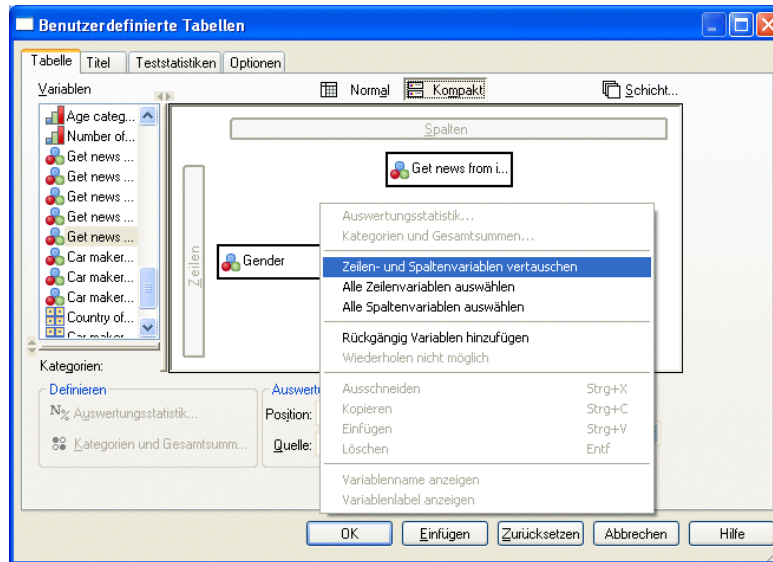 Benutzerdefinierte Tabellen
Tabelle Titel Teststatistiken Optionen
Variablen
Normal Kompakt Schicht...
Age categ...
Number of...
Get news ...
Get news ...
Get news ...
Get news ...
Get news ...
Car maker...
Car maker...
Car maker...
Country of...
Car maker
Spalten
Get news from i...
Zeilen
Gender
Auswertungsstatistik...
Kategorien und Gesamtsummen...
Zeilen- und Spaltenvariablen vertauschen
Alle Zeilenvariablen auswählen
Alle Spaltenvariablen auswählen
Rückgängig Variablen hinzufügen
Wiederholen nicht möglich
Ausschneiden Strg+X
Kopieren Strg+C
Einfügen Strg+V
Löschen Entf
Variablenname anzeigen
Variablenlabel anzeigen
Kategorien:
Definieren
N% Auswertungsstatistik...
Kategorien und Gesamtsumm...
Position:
Quelle:
OK Einfügen Zurücksetzen Abbrechen Hilfe